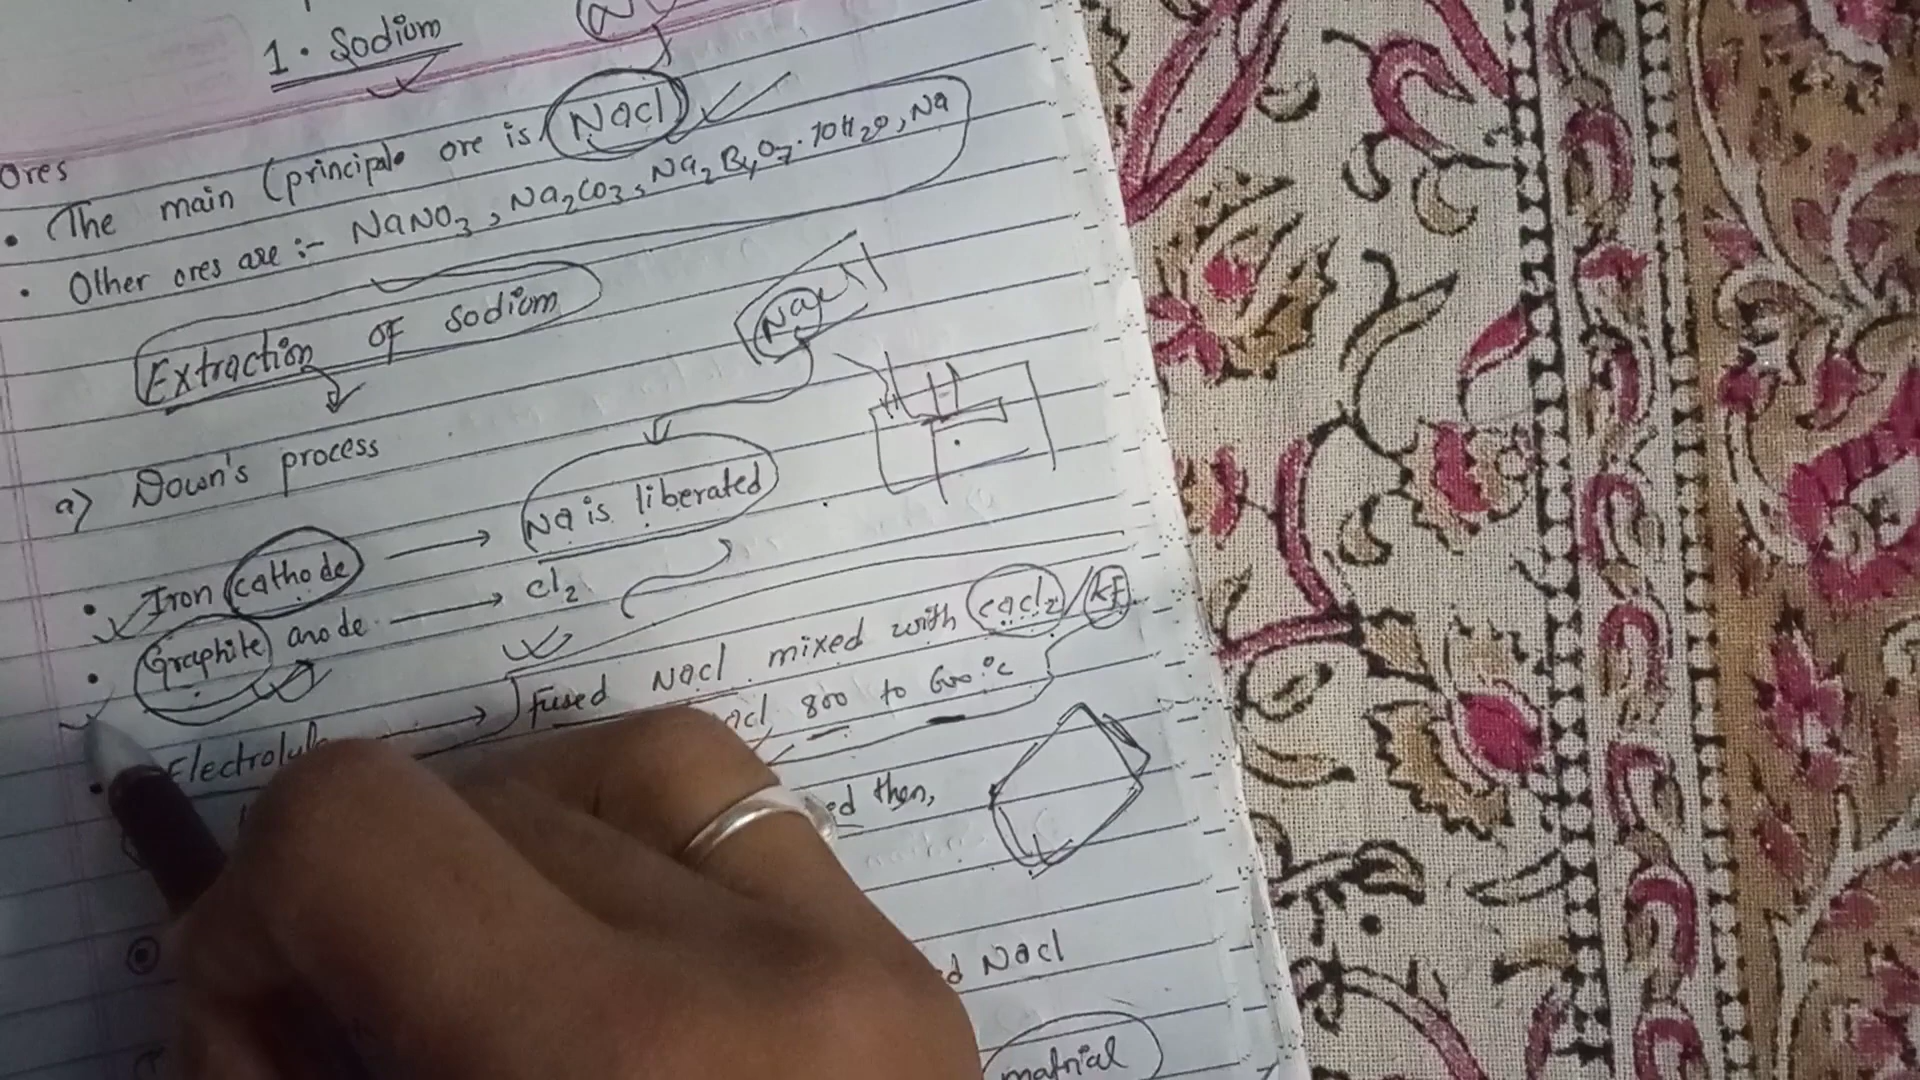 1. Sodium
Ores
• The main (principal• ore is NaCl
• Other ores are :- NaNO3, Na2CO3, Na2B4O7.10H2O, Na
Extraction of sodium
NaCl
a) Down's process
• Iron cathode → Na is liberated
• Graphite anode → Cl2
Fused NaCl mixed with CaCl2/KF
800 to 600°C
then,
NaCl
matrial